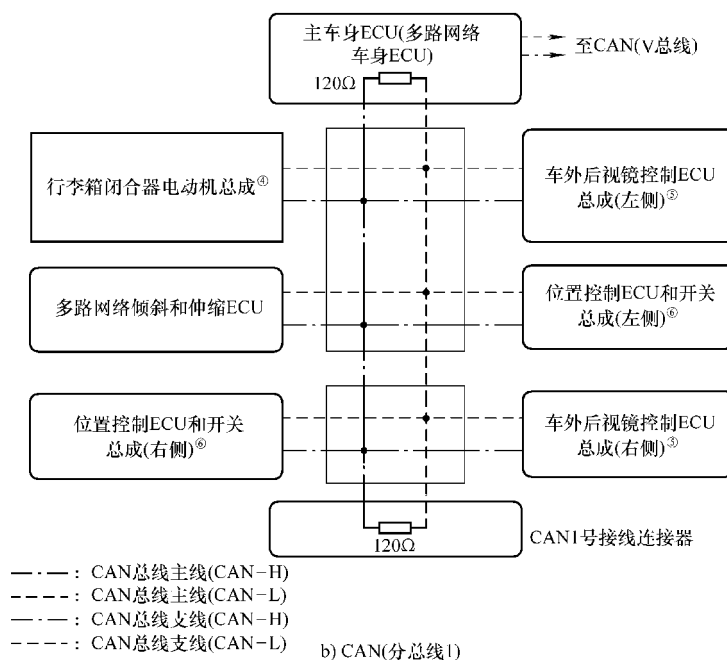 主车身ECU(多路网络
车身ECU)
120Ω
至CAN(V总线)
行李箱闭合器电动机总成④
车外后视镜控制ECU
总成(左侧)⑤
多路网络倾斜和伸缩ECU
位置控制ECU和开关
总成(左侧)⑥
位置控制ECU和开关
总成(右侧)⑥
车外后视镜控制ECU
总成(右侧)③
120Ω
CAN1号接线连接器
：CAN总线主线(CAN-H)
：CAN总线主线(CAN-L)
：CAN总线支线(CAN-H)
：CAN总线支线(CAN-L)
b) CAN(分总线1)